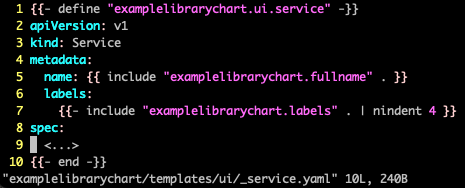 1 {{- define "examplelibrarychart.ui.service" -}}
2 apiVersion: v1
3 kind: Service
4 metadata:
5   name: {{ include "examplelibrarychart.fullname" . }}
6   labels:
7     {{- include "examplelibrarychart.labels" . | nindent 4 }}
8 spec:
9   <...>
10 {{- end -}}
"examplelibrarychart/templates/ui/_service.yaml" 10L, 240B